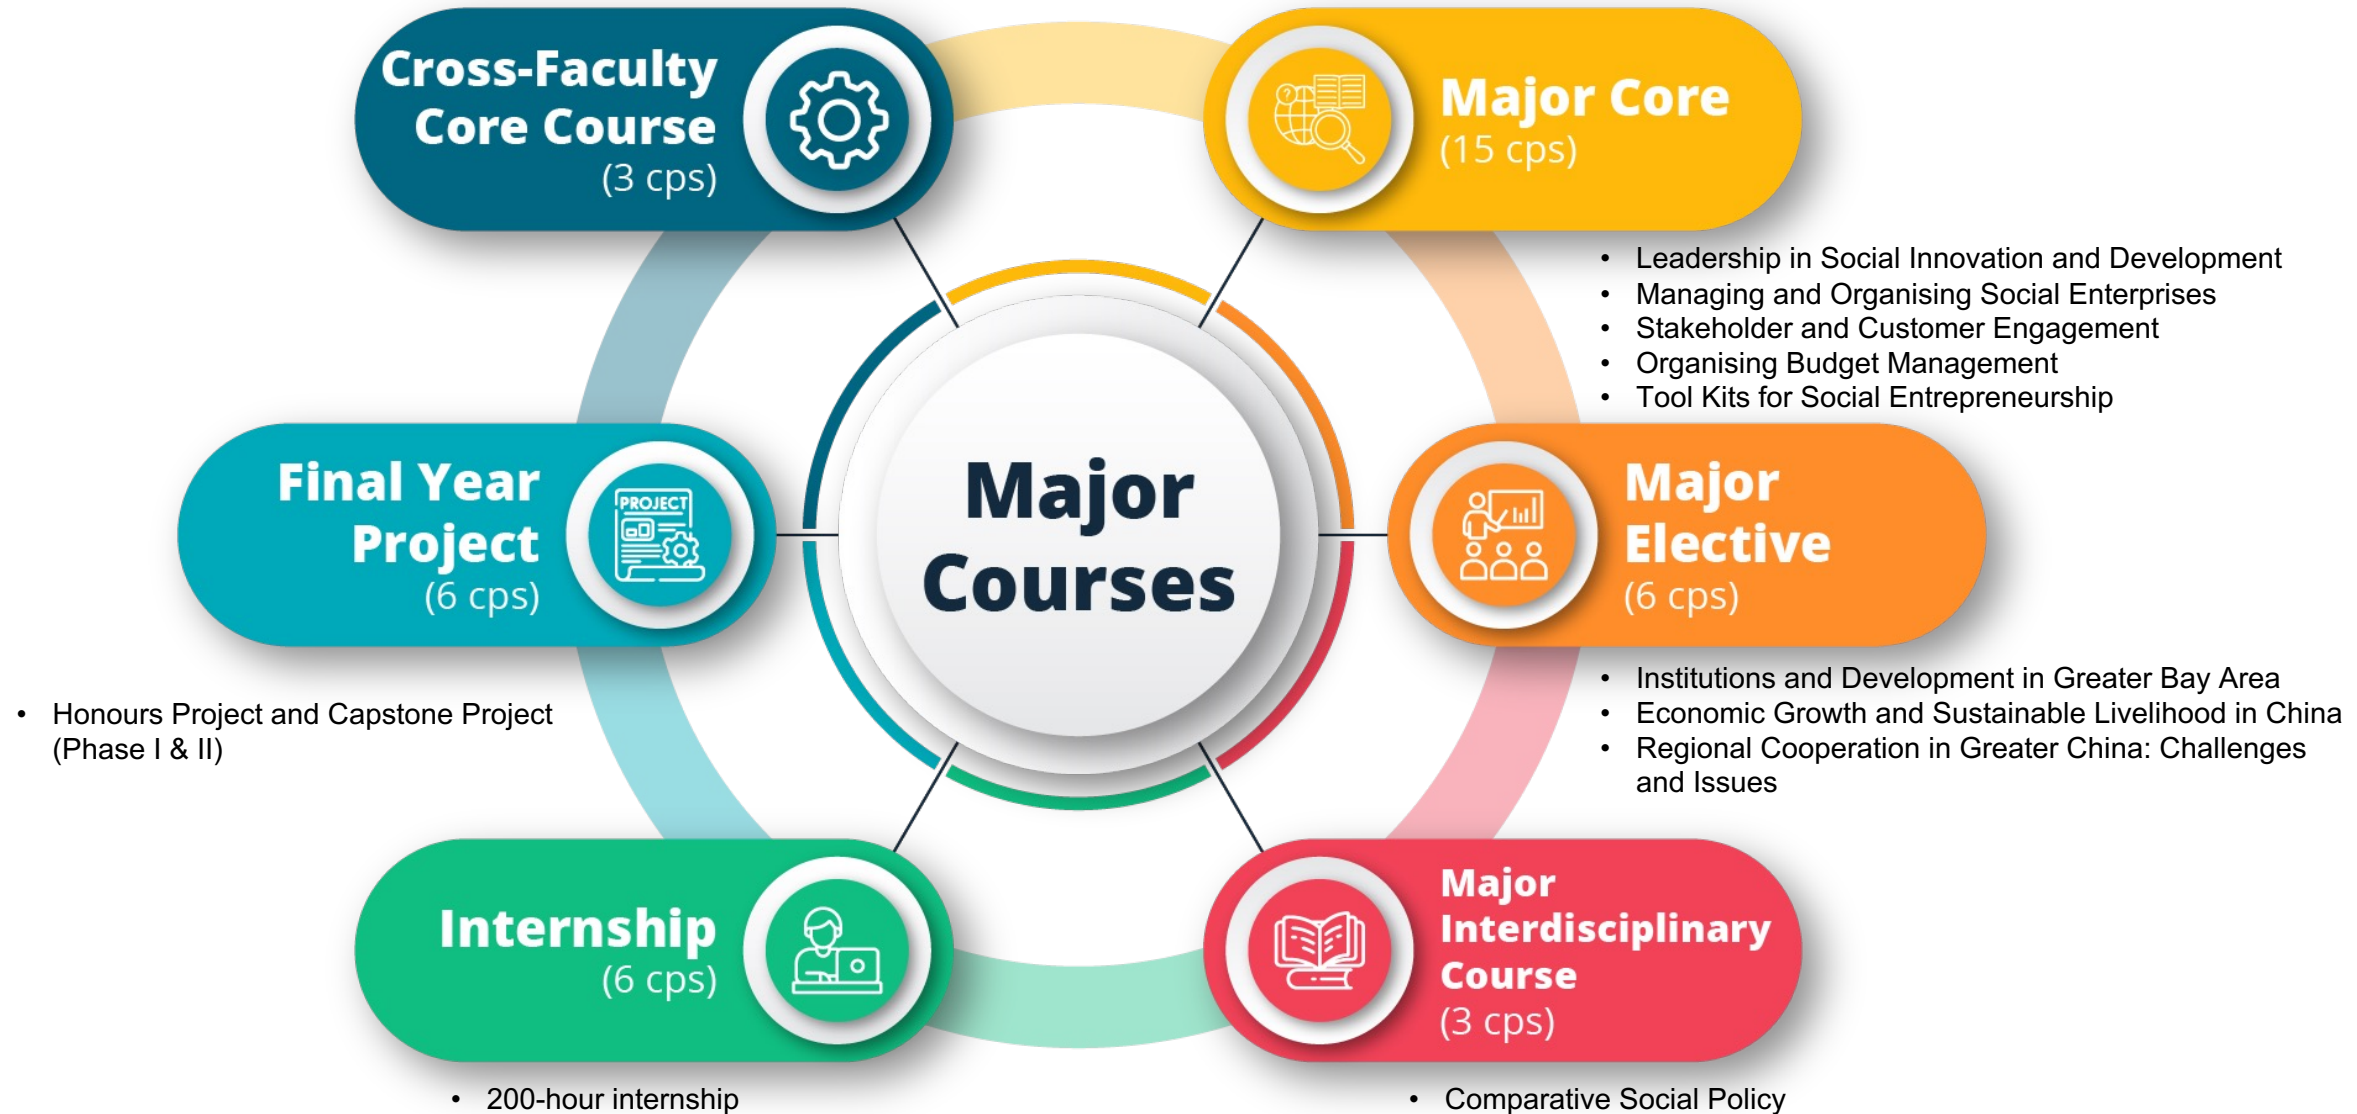 Cross-Faculty
Core Course
(3 cps)
Major Core
(15 cps)
• Leadership in Social Innovation and Development
• Managing and Organising Social Enterprises
• Stakeholder and Customer Engagement
• Organising Budget Management
• Tool Kits for Social Entrepreneurship
Final Year
Project
(6 cps)
PROJECT
Major
Courses
Major
Elective
(6 cps)
• Honours Project and Capstone Project
(Phase I & II)
• Institutions and Development in Greater Bay Area
• Economic Growth and Sustainable Livelihood in China
• Regional Cooperation in Greater China: Challenges
and Issues
Internship
(6 cps)
Major
Interdisciplinary
Course
(3 cps)
• 200-hour internship
• Comparative Social Policy